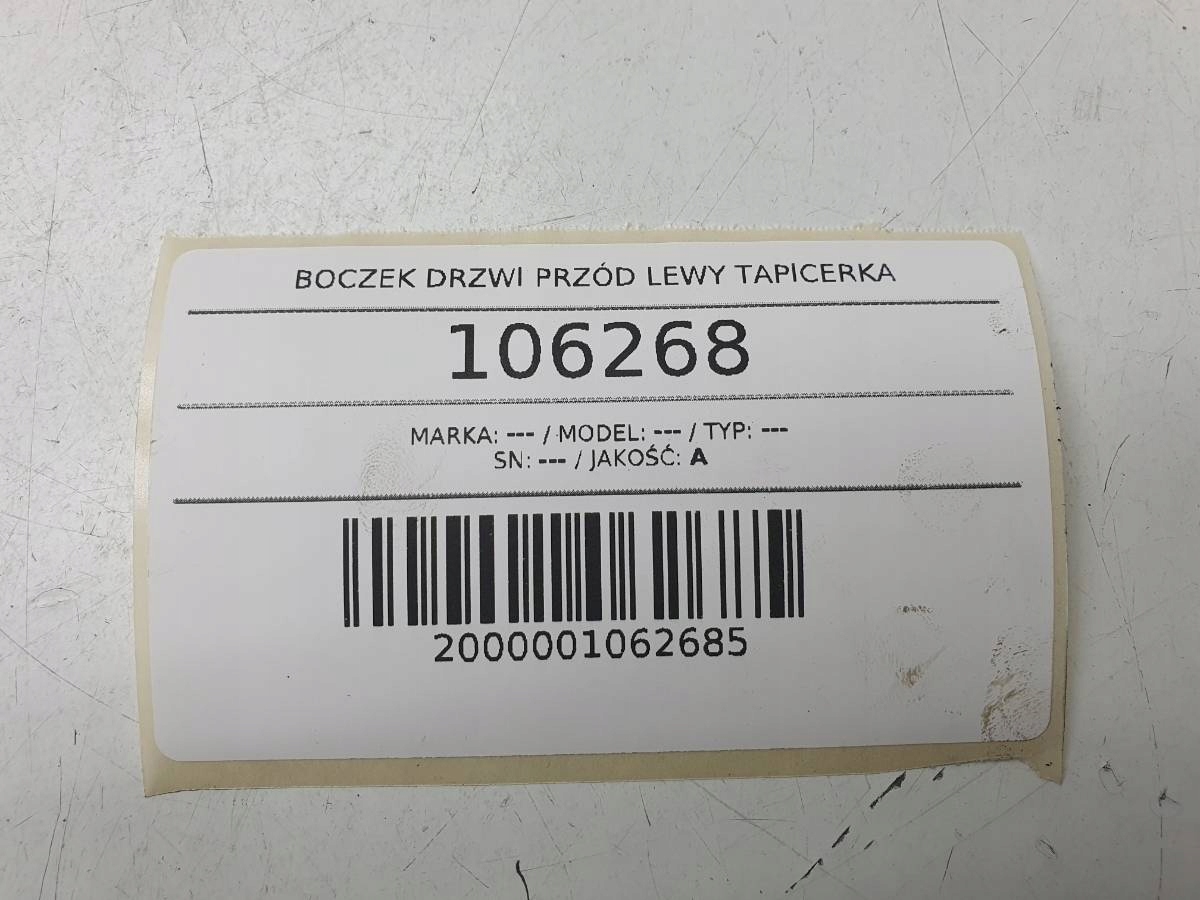 BOCZEK DRZWI PRZÓD LEWY TAPICERKA
106268
MARKA: --- / MODEL: --- / TYP: ---
SN: --- / JAKOŚĆ: A
2000001062685